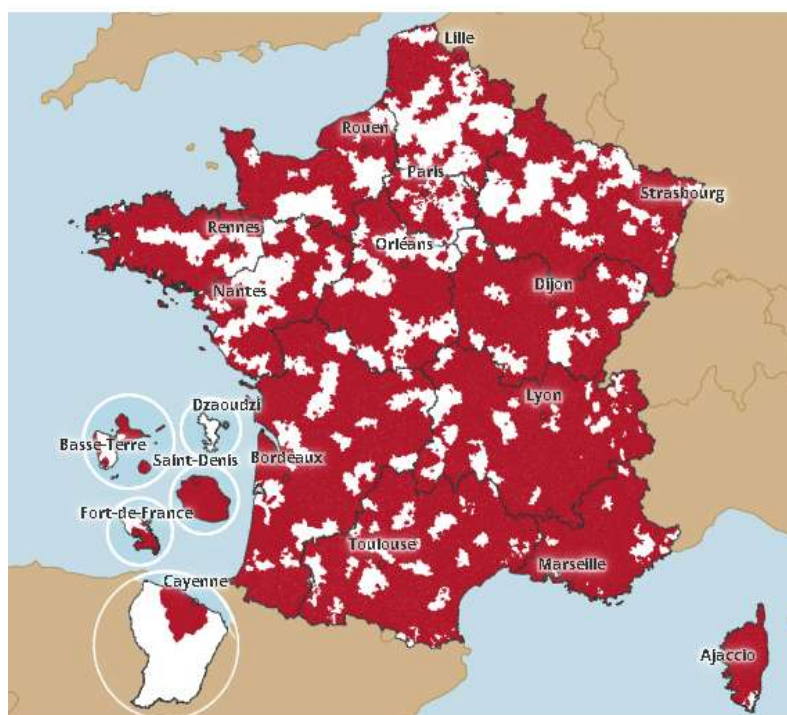 Lille
Rouen
Paris
Strasbourg
Rennes
Orléans
Nantes
Dijon
Lyon
Dzaoudzi
Basse-Terre
Saint-Denis
Bordeaux
Fort-de-France
Toulouse
Marseille
Cayenne
Ajaccio